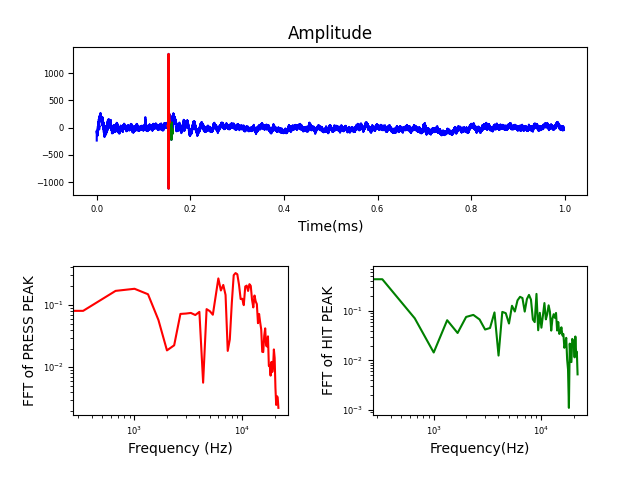 Amplitude
1000
500
0
−500
−1000
0.0 0.2 0.4 0.6 0.8 1.0
Time(ms)
FFT of PRESS PEAK
10⁻¹
10⁻²
10³ 10⁴
Frequency (Hz)
FFT of HIT PEAK
10⁻¹
10⁻²
10⁻³
10³ 10⁴
Frequency(Hz)